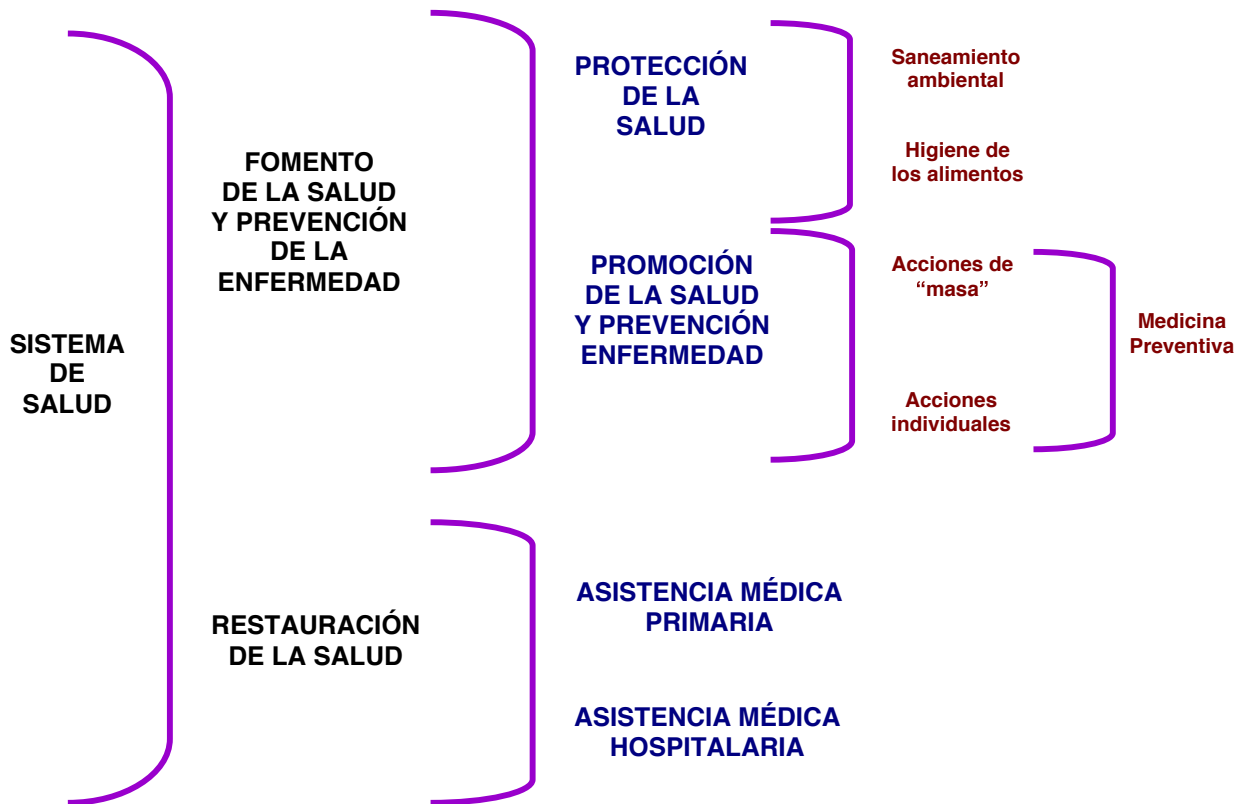 SISTEMA
DE
SALUD
FOMENTO
DE LA SALUD
Y PREVENCIÓN
DE LA
ENFERMEDAD
PROTECCIÓN
DE LA
SALUD
Saneamiento
ambiental
Higiene de
los alimentos
PROMOCIÓN
DE LA SALUD
Y PREVENCIÓN
ENFERMEDAD
Acciones de
“masa”
Acciones
individuales
Medicina
Preventiva
RESTAURACIÓN
DE LA SALUD
ASISTENCIA MÉDICA
PRIMARIA
ASISTENCIA MÉDICA
HOSPITALARIA